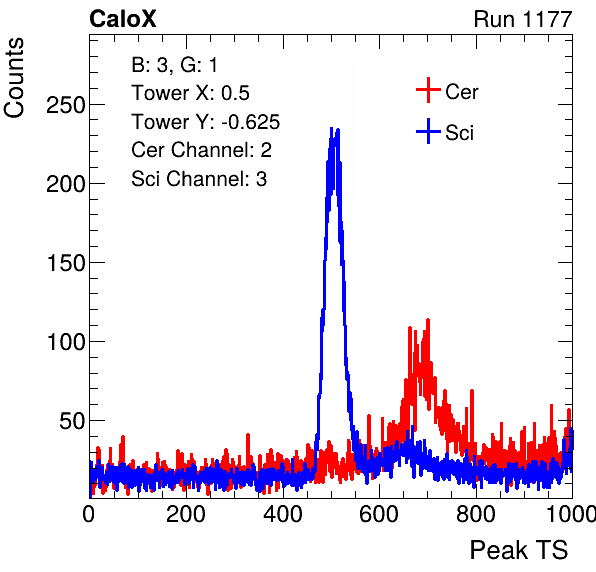 CaloX Run 1177
Counts
B: 3, G: 1
Tower X: 0.5
Tower Y: -0.625
Cer Channel: 2
Sci Channel: 3
Cer
Sci
250
200
150
100
50
0 200 400 600 800 1000
Peak TS